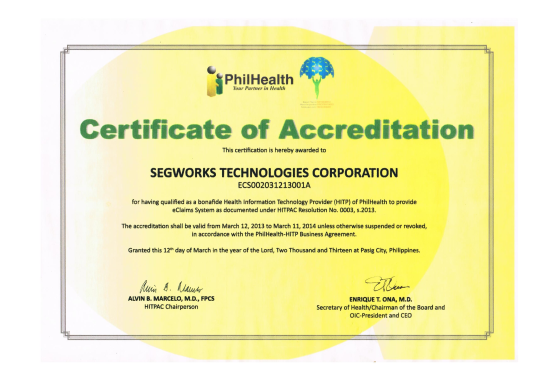 PhilHealth
Your Partner in Health
Certificate of Accreditation
This certification is hereby awarded to
SEGWORKS TECHNOLOGIES CORPORATION
ECS002031213001A
for having qualified as a bonafide Health Information Technology Provider (HITP) of PhilHealth to provide
eClaims System as documented under HITPAC Resolution No. 0003, s.2013.
The accreditation shall be valid from March 12, 2013 to March 11, 2014 unless otherwise suspended or revoked,
in accordance with the PhilHealth-HITP Business Agreement.
Granted this 12th day of March in the year of the Lord, Two Thousand and Thirteen at Pasig City, Philippines.
ALVIN B. MARCELO, M.D., FPCS
HITPAC Chairperson
ENRIQUE T. ONA, M.D.
Secretary of Health/Chairman of the Board and
OIC-President and CEO